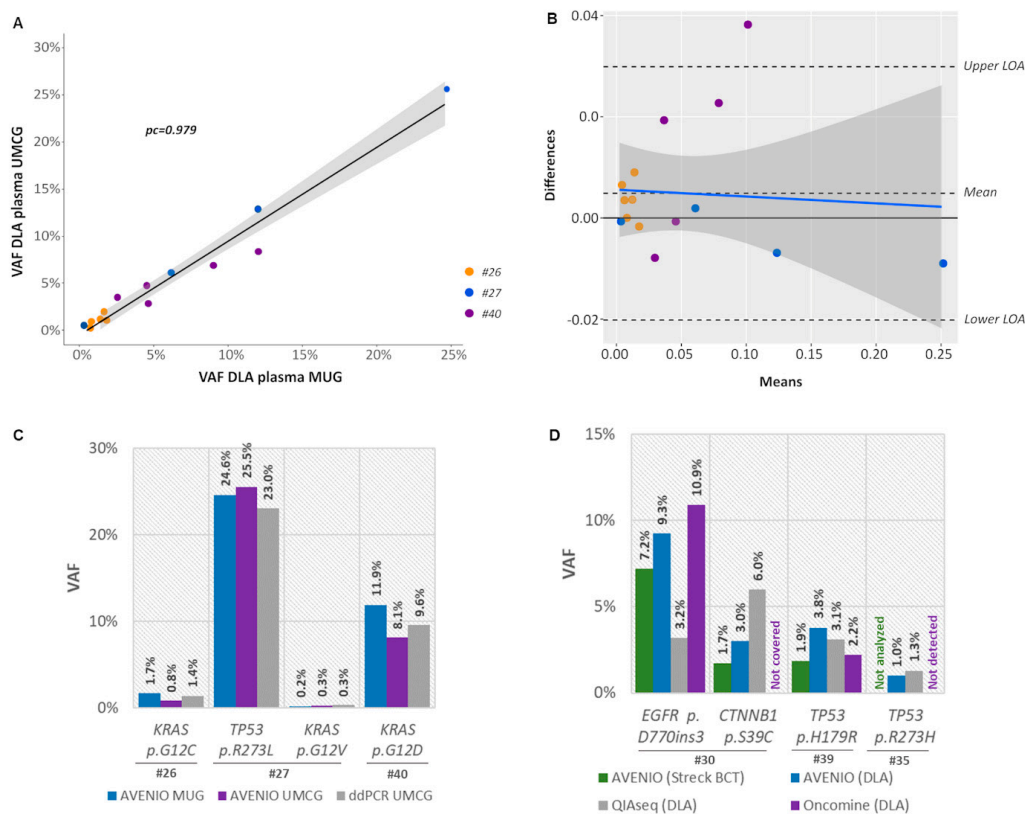 A
30%
25%
20%
15%
10%
5%
0%
VAF DLA plasma UMCG
pc=0.979
#26
#27
#40
0%
5%
10%
15%
20%
25%
VAF DLA plasma MUG
B
0.04
0.0
0.00
-0.02
Differences
Upper LOA
Mean
Lower LOA
0.00
0.05
0.10
0.15
0.20
0.25
Means
C
30%
20%
10%
0%
VAF
1.7%
0.8%
1.4%
24.6%
25.5%
23.0%
0.2%
0.3%
0.3%
11.9%
8.1%
9.6%
KRAS
p.G12C
TP53
p.R273L
KRAS
p.G12V
KRAS
p.G12D
#26
#27
#40
AVENIO MUG
AVENIO UMCG
ddPCR UMCG
D
15%
10%
5%
0%
VAF
7.2%
9.3%
3.2%
10.9%
1.7%
3.0%
6.0%
Not covered
1.9%
3.8%
3.1%
2.2%
Not analyzed
1.0%
1.3%
Not detected
EGFR p.
D770ins3
CTNNB1
p.S39C
TP53
p.H179R
TP53
p.R273H
#30
#39
#35
AVENIO (Streck BCT)
AVENIO (DLA)
QIAseq (DLA)
Oncomine (DLA)